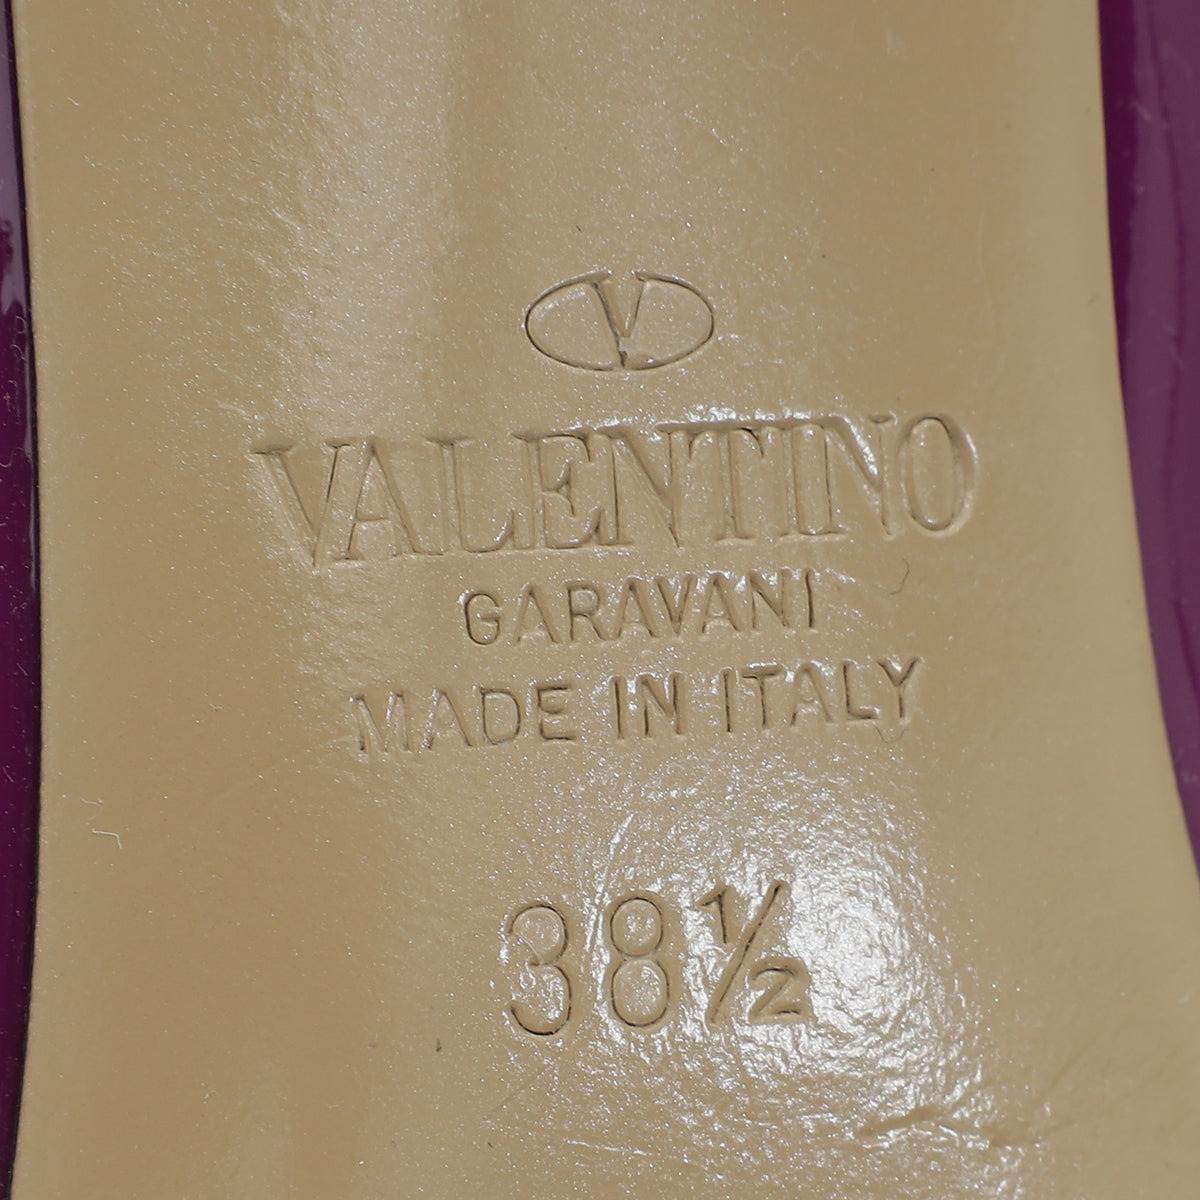 V
VALENTINO
GARAVANI
MADE IN ITALY
38½